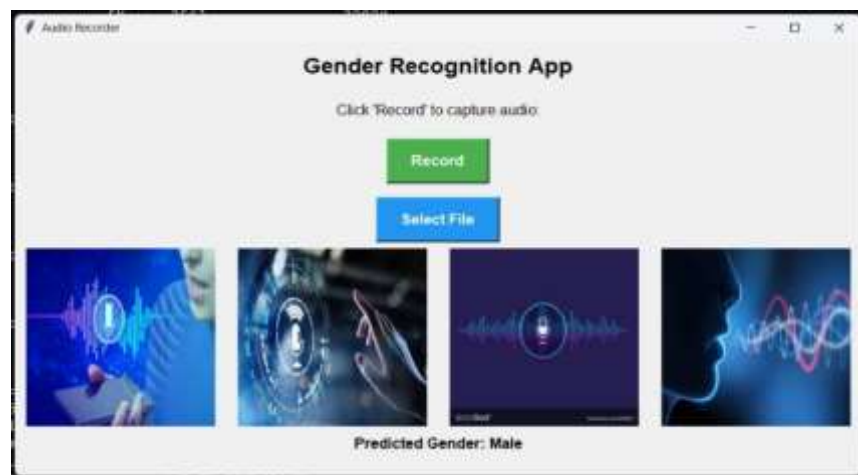 Audio Recorder
Gender Recognition App
Click 'Record' to capture audio:
Record
Select File
Predicted Gender: Male